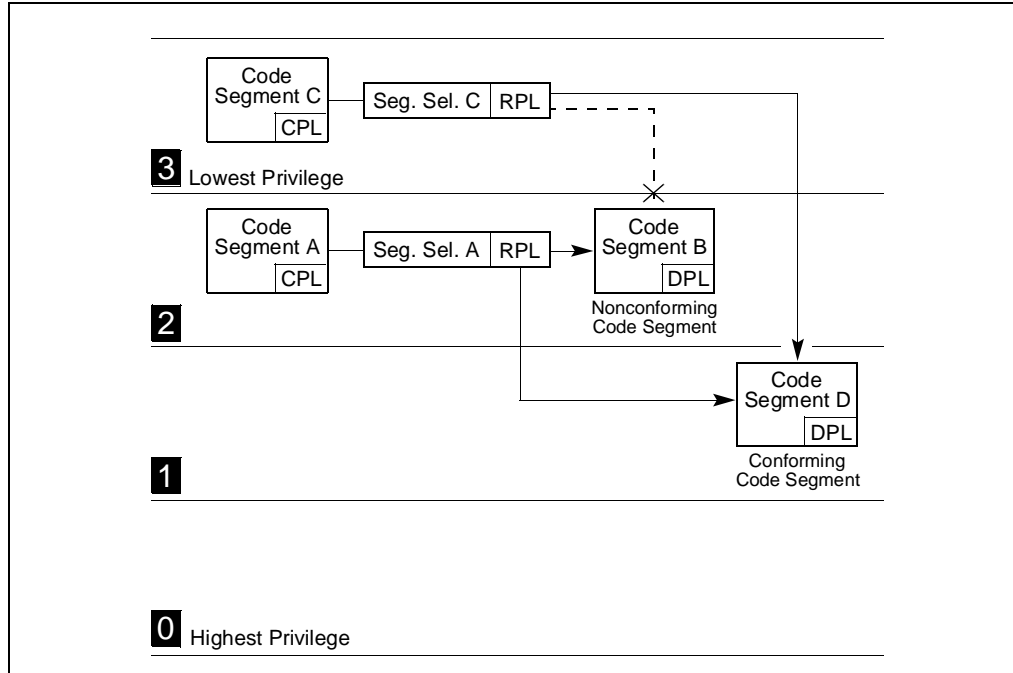 Code
Segment C
CPL
Seg. Sel. C RPL
3 Lowest Privilege
Code
Segment A
CPL
Seg. Sel. A RPL
Code
Segment B
DPL
Nonconforming
Code Segment
2
Code
Segment D
DPL
Conforming
Code Segment
1
0 Highest Privilege